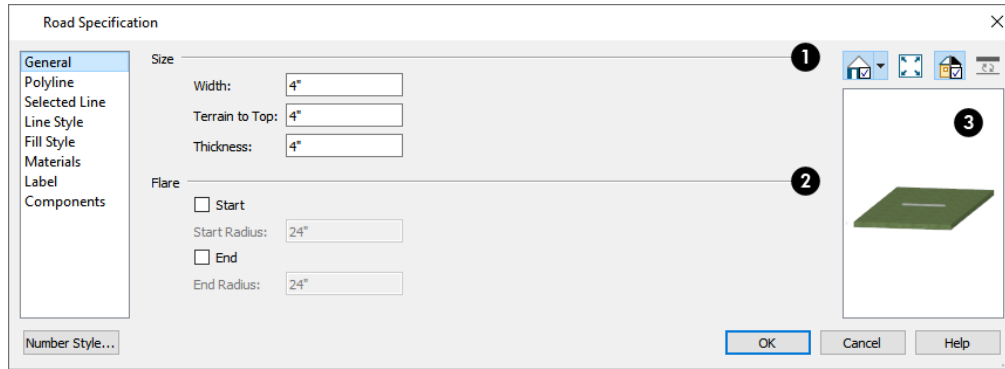 Road Specification
General
Polyline
Selected Line
Line Style
Fill Style
Materials
Label
Components
Size
1
Width: 4"
Terrain to Top: 4"
Thickness: 4"
Flare
2
Start
Start Radius: 24"
End
End Radius: 24"
3
Number Style...
OK
Cancel
Help